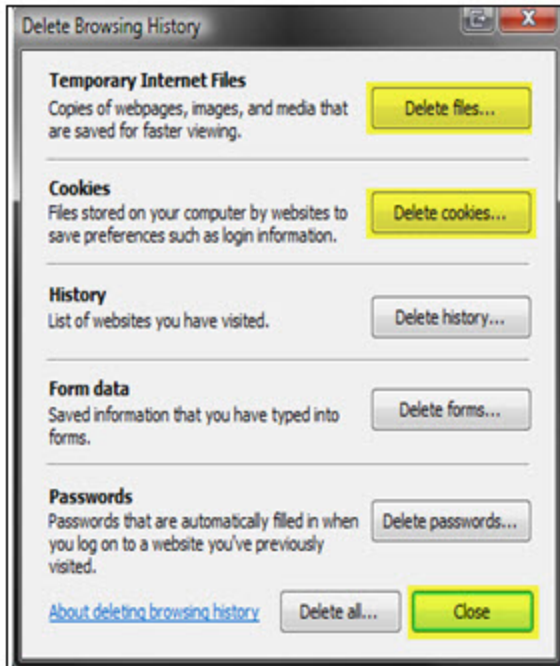 Delete Browsing History
Temporary Internet Files
Copies of webpages, images, and media that
are saved for faster viewing.
Delete files...
Cookies
Files stored on your computer by websites to
save preferences such as login information.
Delete cookies...
History
List of websites you have visited.
Delete history...
Form data
Saved information that you have typed into
forms.
Delete forms...
Passwords
Passwords that are automatically filled in when
you log on to a website you've previously
visited.
Delete passwords...
About deleting browsing history
Delete all...
Close